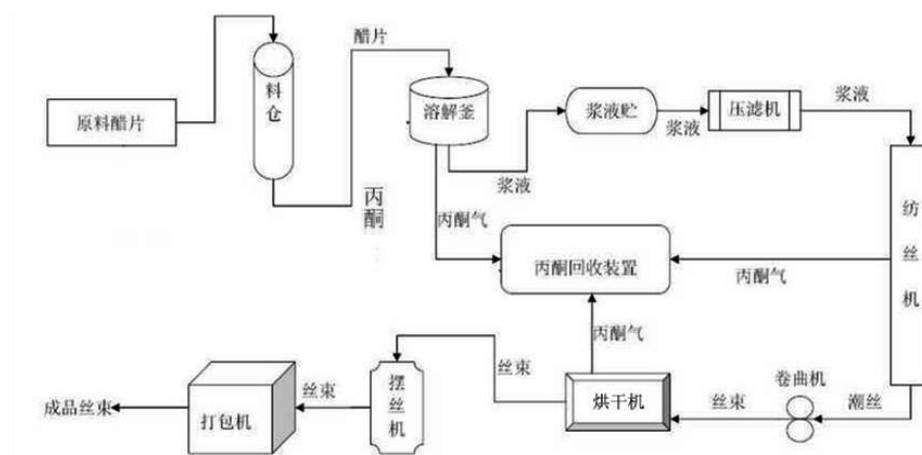 醋片
料仓
原料醋片
溶解釜
浆液贮
浆液
压滤机
浆液
浆液
丙酮
丙酮气
丙酮回收装置
丙酮气
纺丝机
丙酮气
丝束
卷曲机
潮丝
丝束
烘干机
摆丝机
丝束
打包机
成品丝束